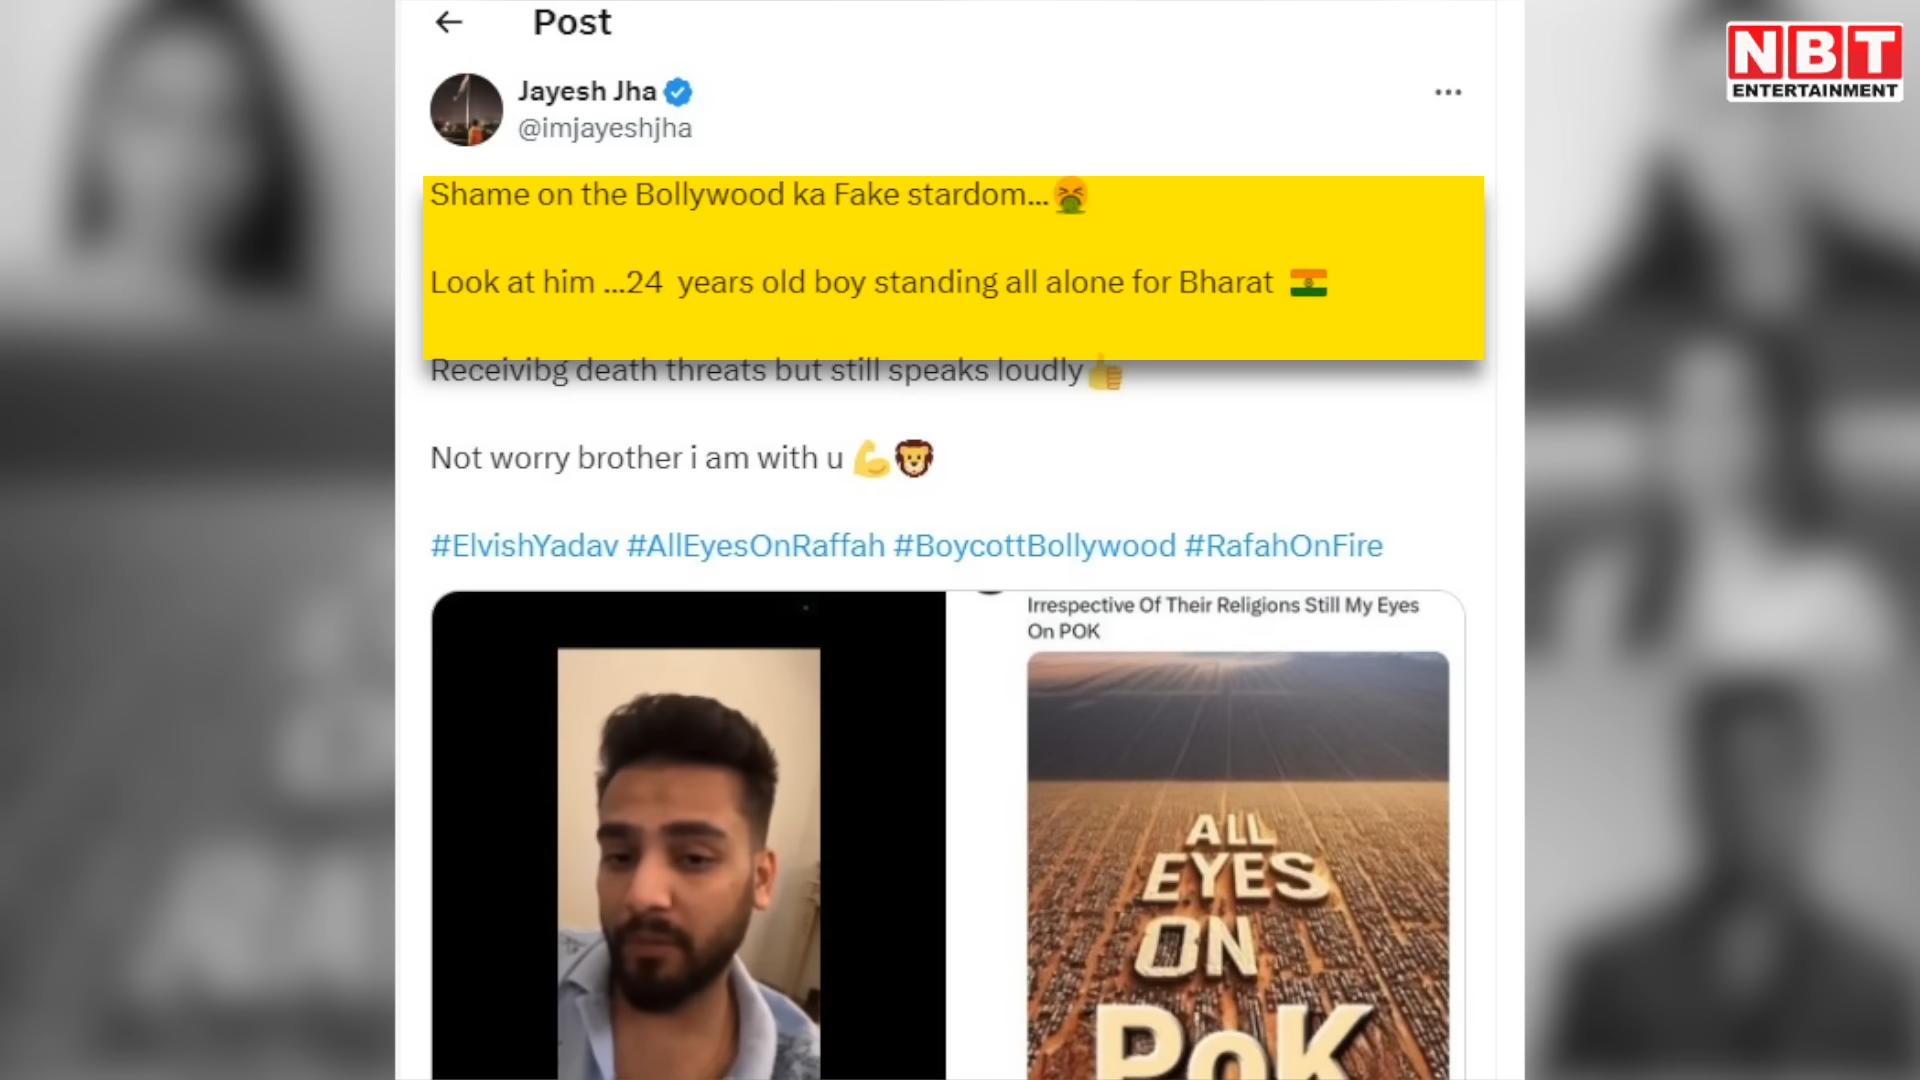 Post
NBT
ENTERTAINMENT
Jayesh Jha
@imjayeshjha
Shame on the Bollywood ka Fake stardom...🤮
Look at him ...24 years old boy standing all alone for Bharat 🇮🇳
Receivibg death threats but still speaks loudly👍
Not worry brother i am with u 💪🦁
#ElvishYadav #AllEyesOnRaffah #BoycottBollywood #RafahOnFire
Irrespective Of Their Religions Still My Eyes
On POK
ALL
EYES
ON
PoK